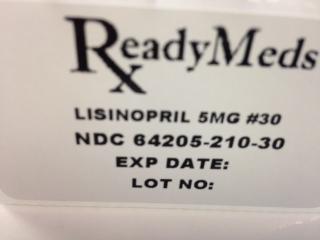 Rx ReadyMeds
LISINOPRIL 5MG #30
NDC 64205-210-30
EXP DATE:
LOT NO: